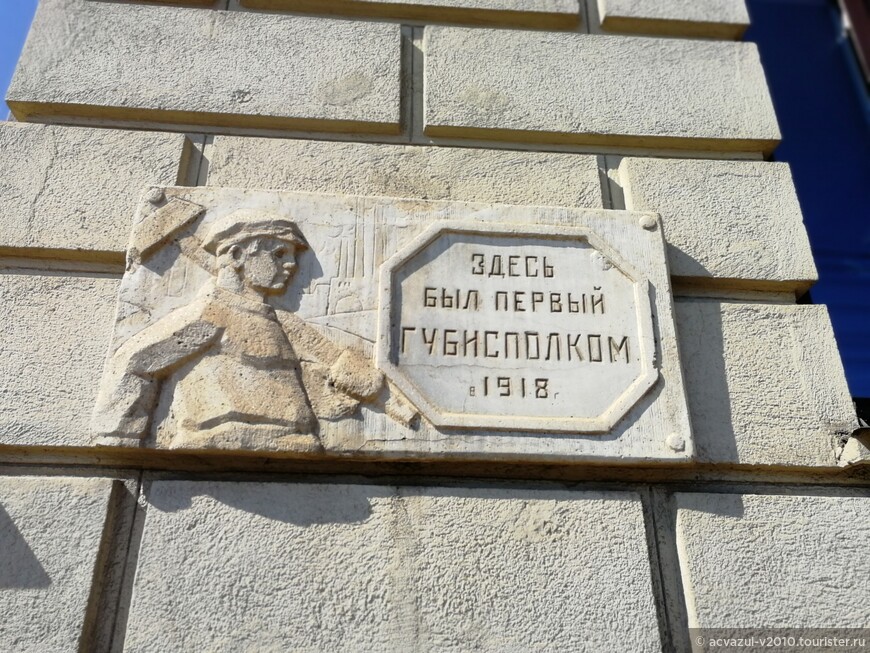 ЗДЕСЬ
БЫЛ ПЕРВЫЙ
ГУБИСПОЛКОМ
в 1918 г
© acvazul-v2010.tourister.ru